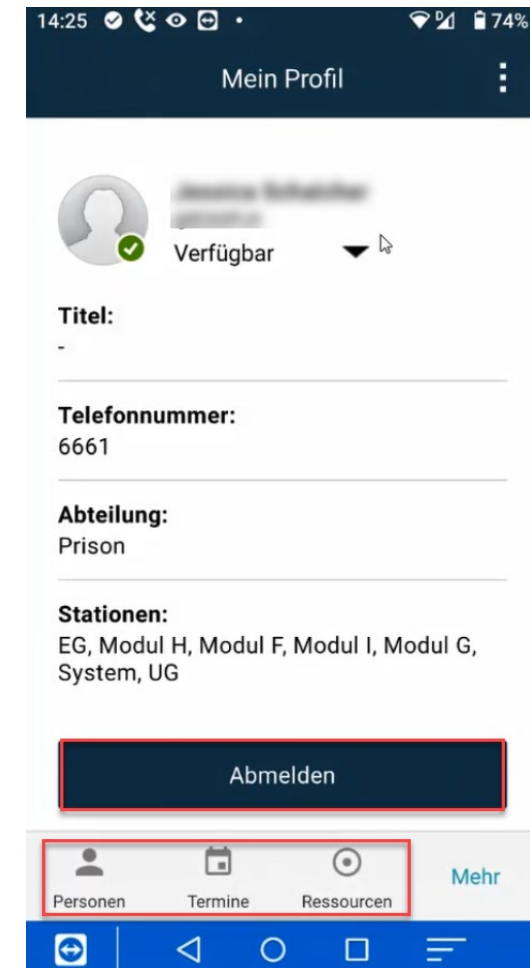 14:25
74%
Mein Profil
Verfügbar
Titel:
-
Telefonnummer:
6661
Abteilung:
Prison
Stationen:
EG, Modul H, Modul F, Modul I, Modul G,
System, UG
Abmelden
Personen
Termine
Ressourcen
Mehr